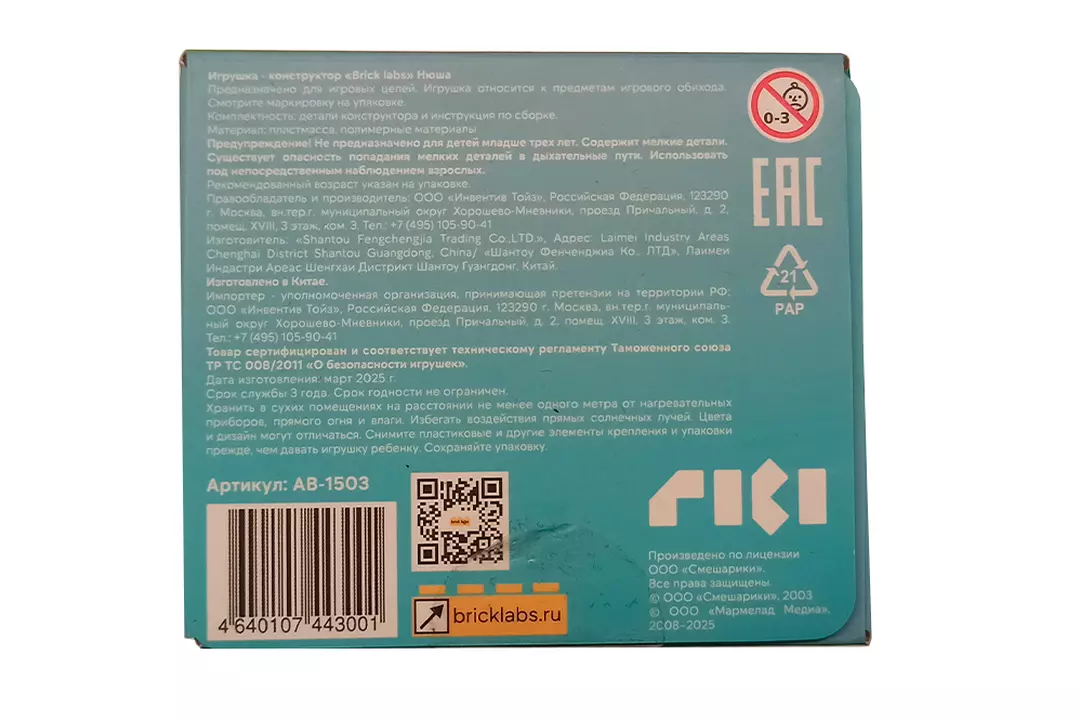 Игрушка - конструктор «Brick labs» Нюша
Предназначено для игровых целей. Игрушка относится к предметам игрового обихода.
Смотрите маркировку на упаковке.
Комплектность: детали конструктора и инструкция по сборке.
Материал: пластмасса, полимерные материалы
Предупреждение! Не предназначено для детей младше трех лет. Содержит мелкие детали.
Существует опасность попадания мелких деталей в дыхательные пути. Использовать
под непосредственным наблюдением взрослых.
Рекомендованный возраст указан на упаковке.
Правообладатель и производитель: ООО «Инвентив Тойз», Российская Федерация, 123290
г. Москва, вн.тер.г. муниципальный округ Хорошево-Мневники, проезд Причальный, д. 2,
помещ. XVIII, 3 этаж, ком. 3. Тел.: +7 (495) 105-90-41
Изготовитель: «Shantou Fengchengjia Trading Co.,LTD.», Адрес: Laimei Industry Areas
Chenghai District Shantou Guangdong, China/ «Шантоу Фенченджиа Ко., ЛТД», Лаимеи
Индастри Ареас Шенгхаи Дистрикт Шантоу Гуангдонг, Китай.
Изготовлено в Китае.
Импортер - уполномоченная организация, принимающая претензии на территории РФ:
ООО «Инвентив Тойз», Российская Федерация, 123290 г. Москва, вн.тер.г. муниципаль-
ный округ Хорошево-Мневники, проезд Причальный, д. 2, помещ. XVIII, 3 этаж, ком. 3.
Тел.: +7 (495) 105-90-41
Товар сертифицирован и соответствует техническому регламенту Таможенного союза
ТР ТС 008/2011 «О безопасности игрушек».
Дата изготовления: март 2025 г.
Срок службы 3 года. Срок годности не ограничен.
Хранить в сухих помещениях на расстоянии не менее одного метра от нагревательных
приборов, прямого огня и влаги. Избегать воздействия прямых солнечных лучей. Цвета
и дизайн могут отличаться. Снимите пластиковые и другие элементы крепления и упаковки
прежде, чем давать игрушку ребенку. Сохраняйте упаковку.
0-3
EAC
21
PAP
Артикул: AB-1503
4 640107 443001
bricklabs.ru
riki
Произведено по лицензии
ООО «Смешарики».
Все права защищены.
© ООО «Смешарики», 2003
© ООО «Мармелад Медиа»,
2008-2025